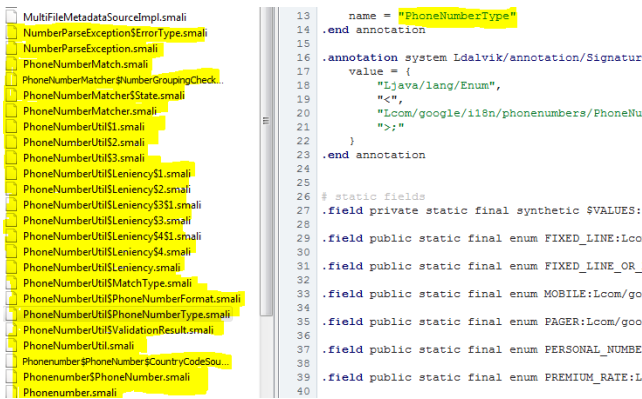 MultiFileMetadataSourceImpl.smali
NumberParseException$ErrorType.smali
NumberParseException.smali
PhoneNumberMatch.smali
PhoneNumberMatcher$NumberGroupingCheck...
PhoneNumberMatcher$State.smali
PhoneNumberMatcher.smali
PhoneNumberUtil$1.smali
PhoneNumberUtil$2.smali
PhoneNumberUtil$3.smali
PhoneNumberUtil$Leniency$1.smali
PhoneNumberUtil$Leniency$2.smali
PhoneNumberUtil$Leniency$3$1.smali
PhoneNumberUtil$Leniency$3.smali
PhoneNumberUtil$Leniency$4$1.smali
PhoneNumberUtil$Leniency$4.smali
PhoneNumberUtil$Leniency.smali
PhoneNumberUtil$MatchType.smali
PhoneNumberUtil$PhoneNumberFormat.smali
PhoneNumberUtil$PhoneNumberType.smali
PhoneNumberUtil$ValidationResult.smali
PhoneNumberUtil.smali
Phonenumber$PhoneNumber$CountryCodeSou...
Phonenumber$PhoneNumber.smali
Phonenumber.smali
13 name = "PhoneNumberType"
14 .end annotation
15
16 .annotation system Ldalvik/annotation/Signatur
17 value = {
18 "Ljava/lang/Enum",
19 "<",
20 "Lcom/google/i18n/phonenumbers/PhoneNu
21 ">;"
22 }
23 .end annotation
24
25
26 # static fields
27 .field private static final synthetic $VALUES:
28
29 .field public static final enum FIXED_LINE:Lco
30
31 .field public static final enum FIXED_LINE_OR_
32
33 .field public static final enum MOBILE:Lcom/go
34
35 .field public static final enum PAGER:Lcom/goo
36
37 .field public static final enum PERSONAL_NUMBE
38
39 .field public static final enum PREMIUM_RATE:L
40